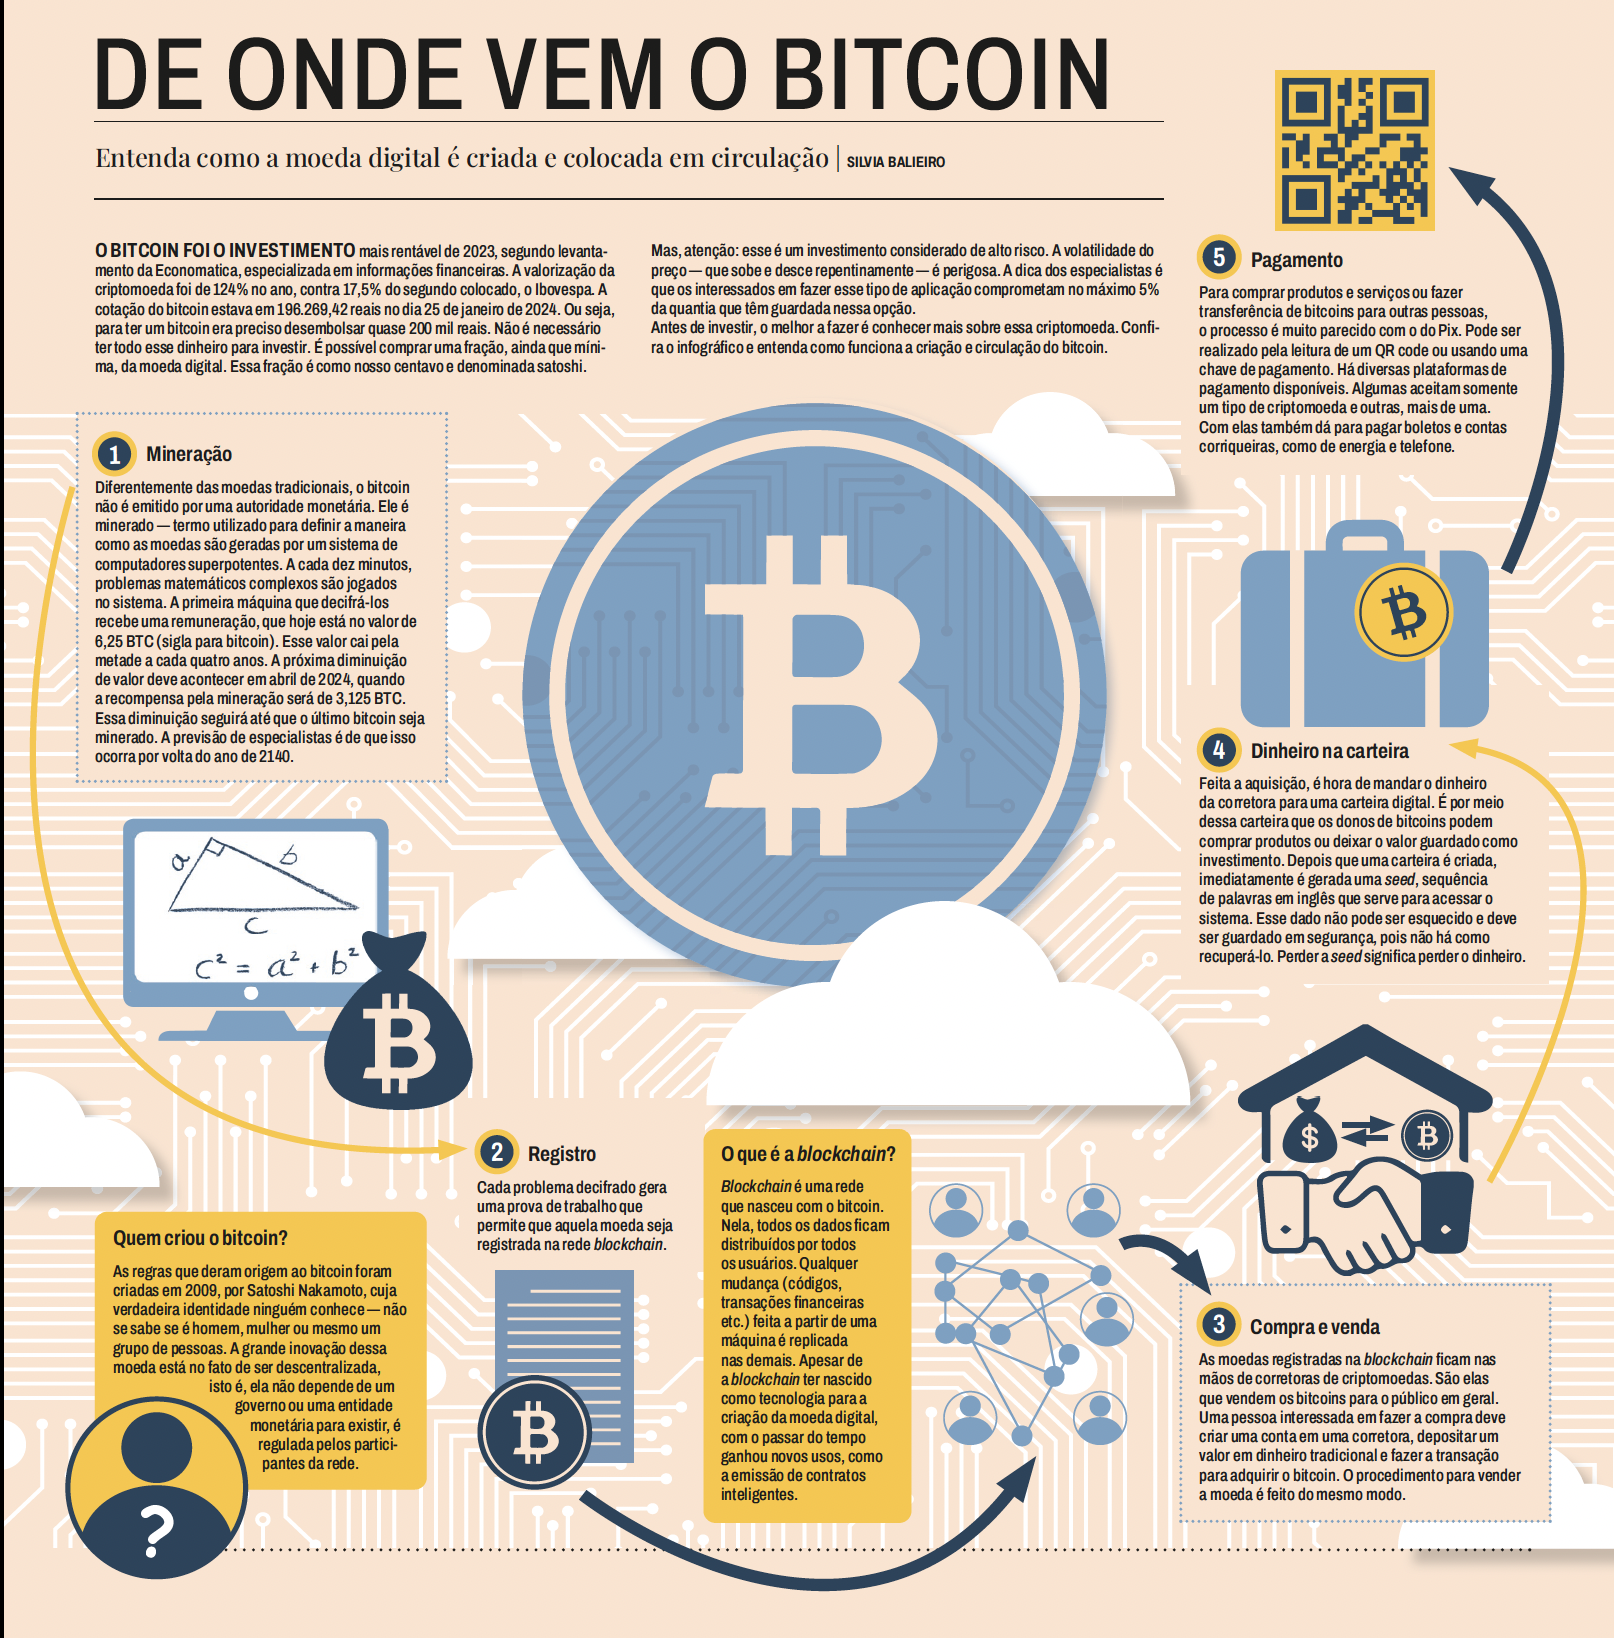 DE ONDE VEM O BITCOIN
Entenda como a moeda digital é criada e colocada em circulação | SILVIA BALIEIRO
O BITCOIN FOI O INVESTIMENTO mais rentável de 2023, segundo levanta-
mento da Economatica, especializada em informações financeiras. A valorização da
criptomoeda foi de 124% no ano, contra 17,5% do segundo colocado, o Ibovespa. A
cotação do bitcoin estava em 196.269,42 reais no dia 25 de janeiro de 2024. Ou seja,
para ter um bitcoin era preciso desembolsar quase 200 mil reais. Não é necessário
ter todo esse dinheiro para investir. É possível comprar uma fração, ainda que míni-
ma, da moeda digital. Essa fração é como nosso centavo e denominada satoshi.
Mas, atenção: esse é um investimento considerado de alto risco. A volatilidade do
preço — que sobe e desce repentinamente — é perigosa. A dica dos especialistas é
que os interessados em fazer esse tipo de aplicação comprometam no máximo 5%
da quantia que têm guardada nessa opção.
Antes de investir, o melhor a fazer é conhecer mais sobre essa criptomoeda. Confi-
ra o infográfico e entenda como funciona a criação e circulação do bitcoin.
1 Mineração
Diferentemente das moedas tradicionais, o bitcoin
não é emitido por uma autoridade monetária. Ele é
minerado — termo utilizado para definir a maneira
como as moedas são geradas por um sistema de
computadores superpotentes. A cada dez minutos,
problemas matemáticos complexos são jogados
no sistema. A primeira máquina que decifrá-los
recebe uma remuneração, que hoje está no valor de
6,25 BTC (sigla para bitcoin). Esse valor cai pela
metade a cada quatro anos. A próxima diminuição
de valor deve acontecer em abril de 2024, quando
a recompensa pela mineração será de 3,125 BTC.
Essa diminuição seguirá até que o último bitcoin seja
minerado. A previsão de especialistas é de que isso
ocorra por volta do ano de 2140.
a
b
c
c² = a² + b²
2 Registro
Cada problema decifrado gera
uma prova de trabalho que
permite que aquela moeda seja
registrada na rede blockchain.
Quem criou o bitcoin?
As regras que deram origem ao bitcoin foram
criadas em 2009, por Satoshi Nakamoto, cuja
verdadeira identidade ninguém conhece — não
se sabe se é homem, mulher ou mesmo um
grupo de pessoas. A grande inovação dessa
moeda está no fato de ser descentralizada,
isto é, ela não depende de um
governo ou uma entidade
monetária para existir, é
regulada pelos partici-
pantes da rede.
?
O que é a blockchain?
Blockchain é uma rede
que nasceu com o bitcoin.
Nela, todos os dados ficam
distribuídos por todos
os usuários. Qualquer
mudança (códigos,
transações financeiras
etc.) feita a partir de uma
máquina é replicada
nas demais. Apesar de
a blockchain ter nascido
como tecnologia para a
criação da moeda digital,
com o passar do tempo
ganhou novos usos, como
a emissão de contratos
inteligentes.
$
3 Compra e venda
As moedas registradas na blockchain ficam nas
mãos de corretoras de criptomoedas. São elas
que vendem os bitcoins para o público em geral.
Uma pessoa interessada em fazer a compra deve
criar uma conta em uma corretora, depositar um
valor em dinheiro tradicional e fazer a transação
para adquirir o bitcoin. O procedimento para vender
a moeda é feito do mesmo modo.
4 Dinheiro na carteira
Feita a aquisição, é hora de mandar o dinheiro
da corretora para uma carteira digital. É por meio
dessa carteira que os donos de bitcoins podem
comprar produtos ou deixar o valor guardado como
investimento. Depois que uma carteira é criada,
imediatamente é gerada uma seed, sequência
de palavras em inglês que serve para acessar o
sistema. Esse dado não pode ser esquecido e deve
ser guardado em segurança, pois não há como
recuperá-lo. Perder a seed significa perder o dinheiro.
5 Pagamento
Para comprar produtos e serviços ou fazer
transferência de bitcoins para outras pessoas,
o processo é muito parecido com o do Pix. Pode ser
realizado pela leitura de um QR code ou usando uma
chave de pagamento. Há diversas plataformas de
pagamento disponíveis. Algumas aceitam somente
um tipo de criptomoeda e outras, mais de uma.
Com elas também dá para pagar boletos e contas
corriqueiras, como de energia e telefone.